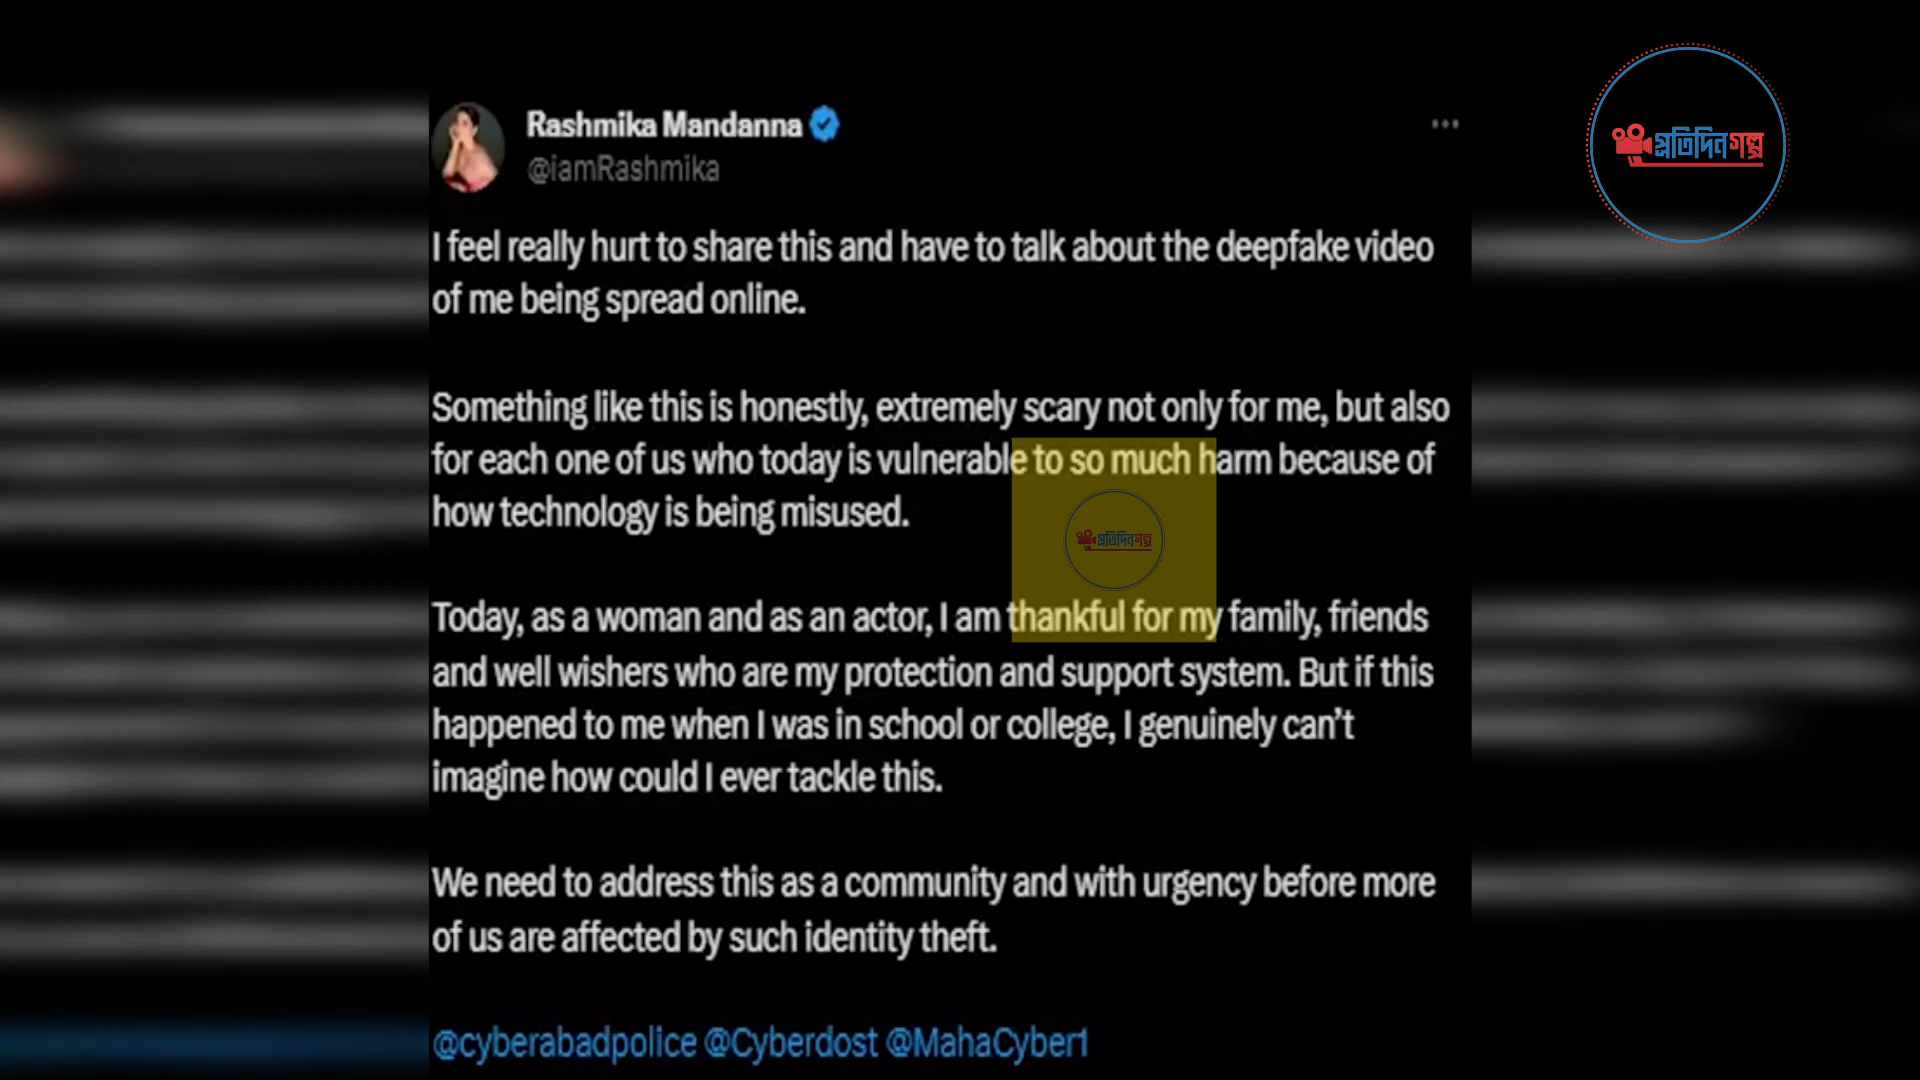 Rashmika Mandanna
@iamRashmika
প্রতিদিন গল্প
I feel really hurt to share this and have to talk about the deepfake video
of me being spread online.
Something like this is honestly, extremely scary not only for me, but also
for each one of us who today is vulnerable to so much harm because of
how technology is being misused.
প্রতিদিন গল্প
Today, as a woman and as an actor, I am thankful for my family, friends
and well wishers who are my protection and support system. But if this
happened to me when I was in school or college, I genuinely can’t
imagine how could I ever tackle this.
We need to address this as a community and with urgency before more
of us are affected by such identity theft.
@cyberabadpolice @Cyberdost @MahaCyber1